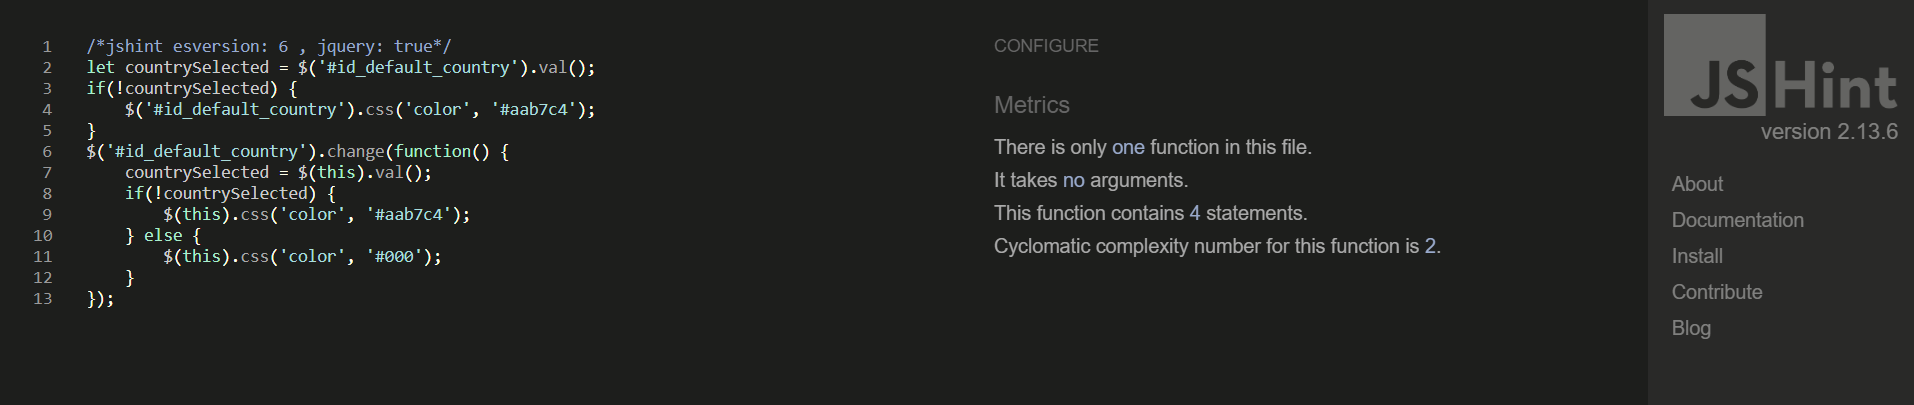 1 /*jshint esversion: 6 , jquery: true*/
2 let countrySelected = $('#id_default_country').val();
3 if(!countrySelected) {
4     $('#id_default_country').css('color', '#aab7c4');
5 }
6 $('#id_default_country').change(function() {
7     countrySelected = $(this).val();
8     if(!countrySelected) {
9         $(this).css('color', '#aab7c4');
10     } else {
11         $(this).css('color', '#000');
12     }
13 });
CONFIGURE
Metrics
There is only one function in this file.
It takes no arguments.
This function contains 4 statements.
Cyclomatic complexity number for this function is 2.
JSHint
version 2.13.6
About
Documentation
Install
Contribute
Blog